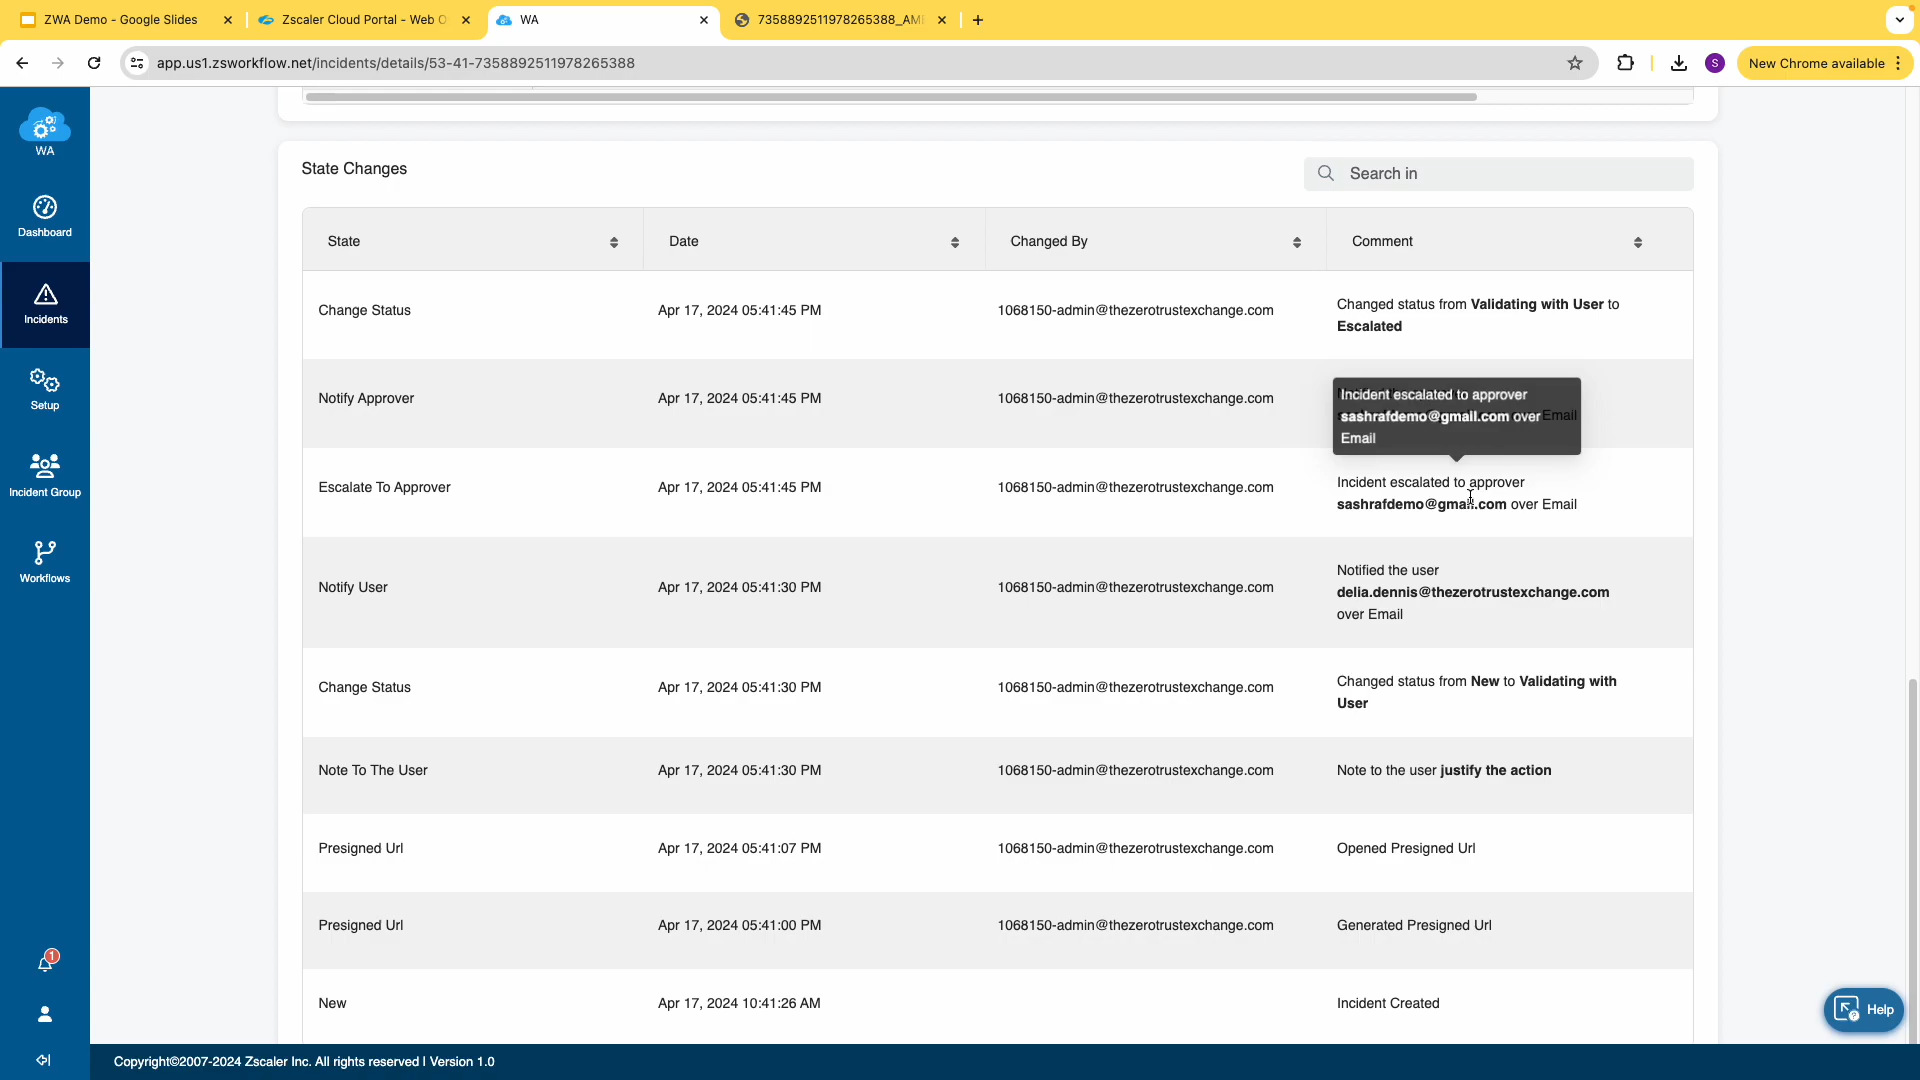 ZWA Demo - Google Slides
Zscaler Cloud Portal - Web O
WA
7358892511978265388_AM
app.us1.zsworkflow.net/incidents/details/53-41-7358892511978265388
S
New Chrome available
WA
Dashboard
Incidents
Setup
Incident Group
Workflows
1
State Changes
Search in
State Date Changed By Comment
Change Status Apr 17, 2024 05:41:45 PM 1068150-admin@thezerotrustexchange.com Changed status from Validating with User to
Escalated
Notify Approver Apr 17, 2024 05:41:45 PM 1068150-admin@thezerotrustexchange.com
Incident escalated to approver
sashrafdemo@gmail.com over
Email
Email
Escalate To Approver Apr 17, 2024 05:41:45 PM 1068150-admin@thezerotrustexchange.com Incident escalated to approver
sashrafdemo@gmail.com over Email
Notify User Apr 17, 2024 05:41:30 PM 1068150-admin@thezerotrustexchange.com Notified the user
delia.dennis@thezerotrustexchange.com
over Email
Change Status Apr 17, 2024 05:41:30 PM 1068150-admin@thezerotrustexchange.com Changed status from New to Validating with
User
Note To The User Apr 17, 2024 05:41:30 PM 1068150-admin@thezerotrustexchange.com Note to the user justify the action
Presigned Url Apr 17, 2024 05:41:07 PM 1068150-admin@thezerotrustexchange.com Opened Presigned Url
Presigned Url Apr 17, 2024 05:41:00 PM 1068150-admin@thezerotrustexchange.com Generated Presigned Url
New Apr 17, 2024 10:41:26 AM Incident Created
Help
Copyright©2007-2024 Zscaler Inc. All rights reserved | Version 1.0